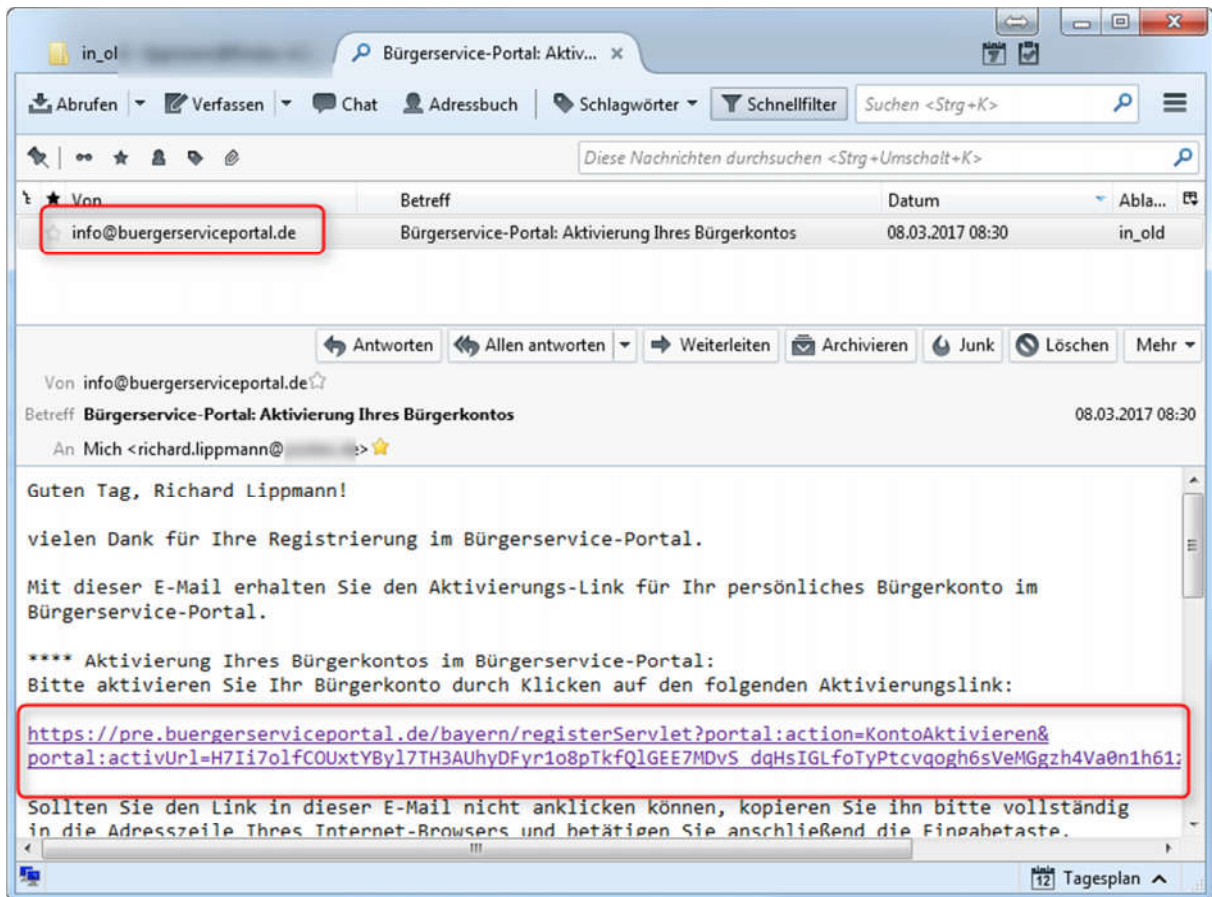 in_ol
Bürgerservice-Portal: Aktiv...
Abrufen Verfassen Chat Adressbuch Schlagwörter Schnellfilter Suchen <Strg+K>
Diese Nachrichten durchsuchen <Strg+Umschalt+K>
Von Betreff Datum Abla...
info@buergerserviceportal.de Bürgerservice-Portal: Aktivierung Ihres Bürgerkontos 08.03.2017 08:30 in_old
Antworten Allen antworten Weiterleiten Archivieren Junk Löschen Mehr
Von info@buergerserviceportal.de
Betreff Bürgerservice-Portal: Aktivierung Ihres Bürgerkontos 08.03.2017 08:30
An Mich <richard.lippmann@
Guten Tag, Richard Lippmann!
vielen Dank für Ihre Registrierung im Bürgerservice-Portal.
Mit dieser E-Mail erhalten Sie den Aktivierungs-Link für Ihr persönliches Bürgerkonto im
Bürgerservice-Portal.
**** Aktivierung Ihres Bürgerkontos im Bürgerservice-Portal:
Bitte aktivieren Sie Ihr Bürgerkonto durch Klicken auf den folgenden Aktivierungslink:
https://pre.buergerserviceportal.de/bayern/registerServlet?portal:action=KontoAktivieren&
portal:activUrl=H7Ii7olfCOUxtYByl7TH3AUhyDFyr1o8pTkfQlGEE7MDvS_dqHsIGLfoTyPtcvqogh6sVeMGgzh4Va0n1h61z
Sollten Sie den Link in dieser E-Mail nicht anklicken können, kopieren Sie ihn bitte vollständig
in die Adresszeile Ihres Internet-Browsers und betätigen Sie anschließend die Eingabetaste.
12 Tagesplan